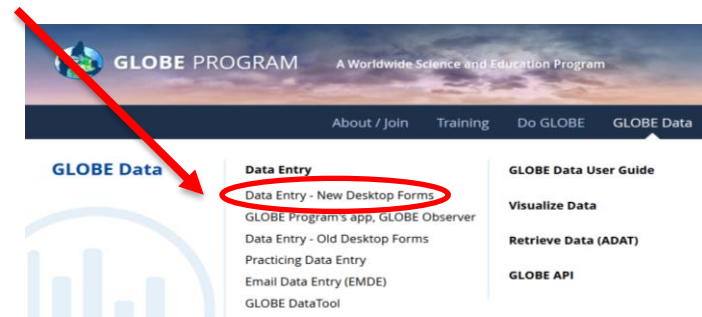 GLOBE PROGRAM
A Worldwide Science and Education Program
About / Join Training Do GLOBE GLOBE Data
GLOBE Data
Data Entry
Data Entry - New Desktop Forms
GLOBE Program's app, GLOBE Observer
Data Entry - Old Desktop Forms
Practicing Data Entry
Email Data Entry (EMDE)
GLOBE DataTool
GLOBE Data User Guide
Visualize Data
Retrieve Data (ADAT)
GLOBE API